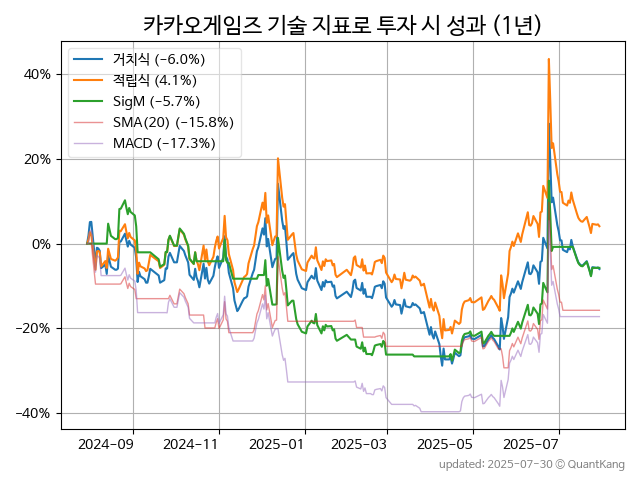 카카오게임즈 기술 지표로 투자 시 성과 (1년)
거치식 (−6.0%)
적립식 (4.1%)
SigM (−5.7%)
SMA(20) (−15.8%)
MACD (−17.3%)
40%
20%
0%
−20%
−40%
2024-09 2024-11 2025-01 2025-03 2025-05 2025-07
updated: 2025-07-30 © QuantKang